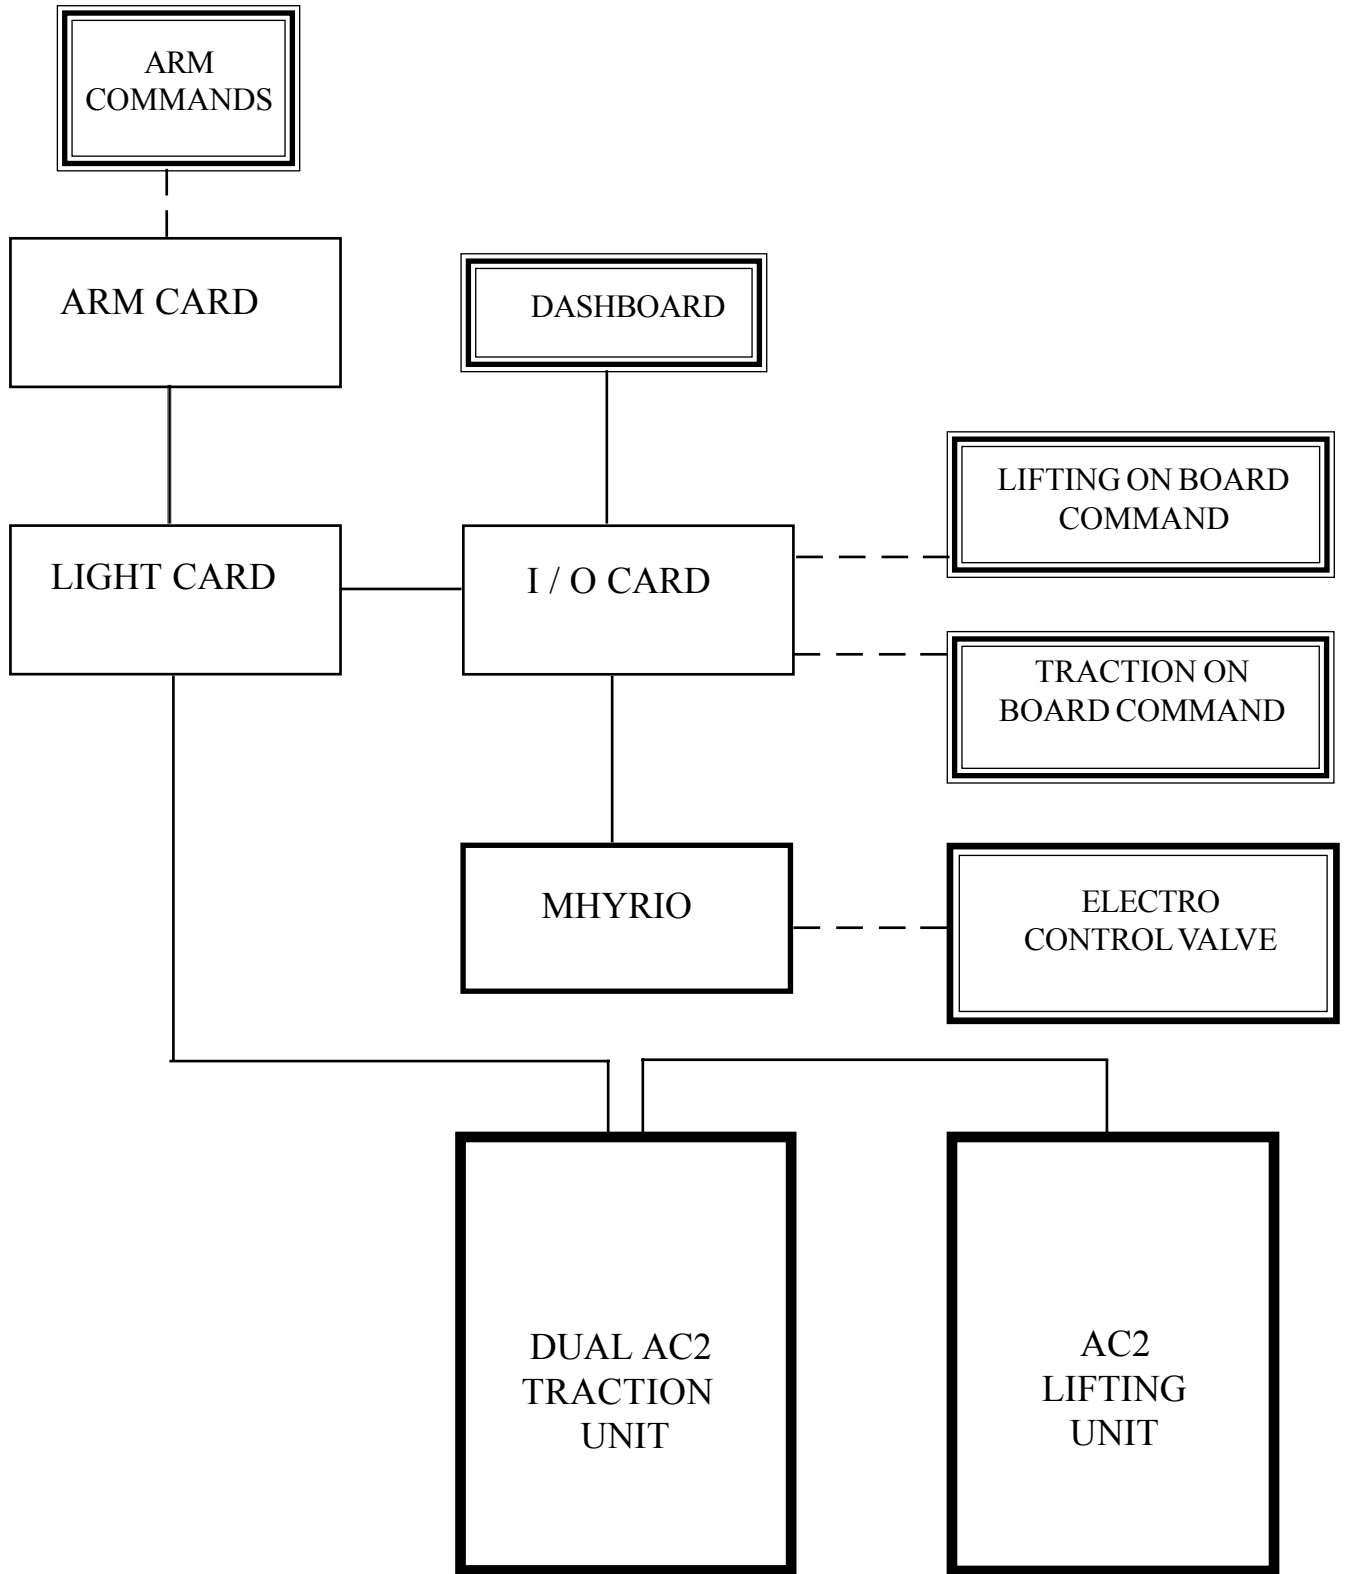 ARM
COMMANDS
ARM CARD
DASHBOARD
LIFTING ON BOARD
COMMAND
LIGHT CARD
I / O CARD
TRACTION ON
BOARD COMMAND
MHYRIO
ELECTRO
CONTROL VALVE
DUAL AC2
TRACTION
UNIT
AC2
LIFTING
UNIT